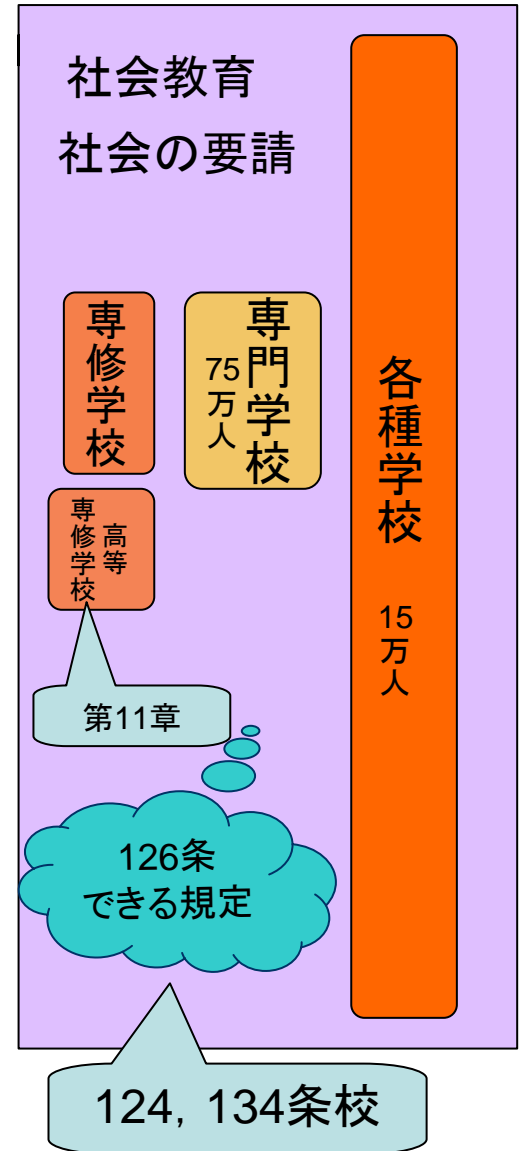 社会教育
社会の要請
専修学校
専門学校
75万人
各種学校 15万人
高等
専修学校
第11章
126条
できる規定
124, 134条校